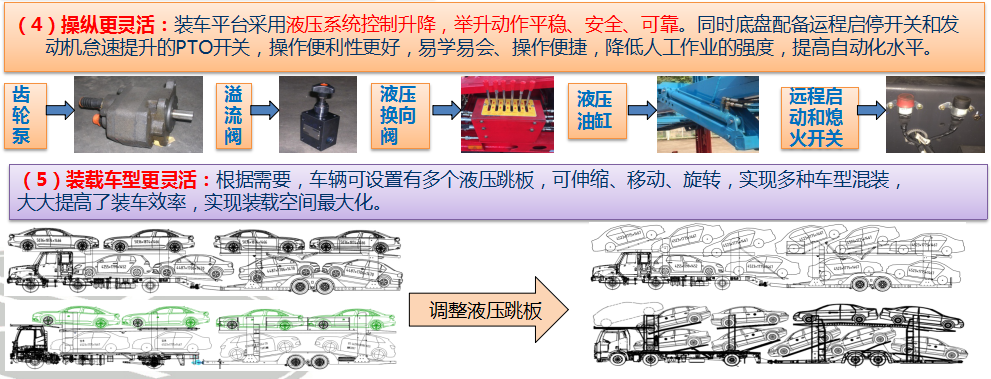 （4）操纵更灵活：装车平台采用液压系统控制升降，举升动作平稳、安全、可靠。同时底盘配备运程启停开关和发
动机怠速提升的PTO开关，操作便利性更好，易学易会、操作便捷，降低人工作业的强度，提高自动化水平。
齿轮泵
溢流阀
液压换向阀
液压油缸
远程启动和熄火开关
（5）装载车型更灵活：根据需要，车辆可设置有多个液压跳板，可伸缩、移动、旋转，实现多种车型混装，
大大提高了装车效率，实现装载空间最大化。
调整液压跳板